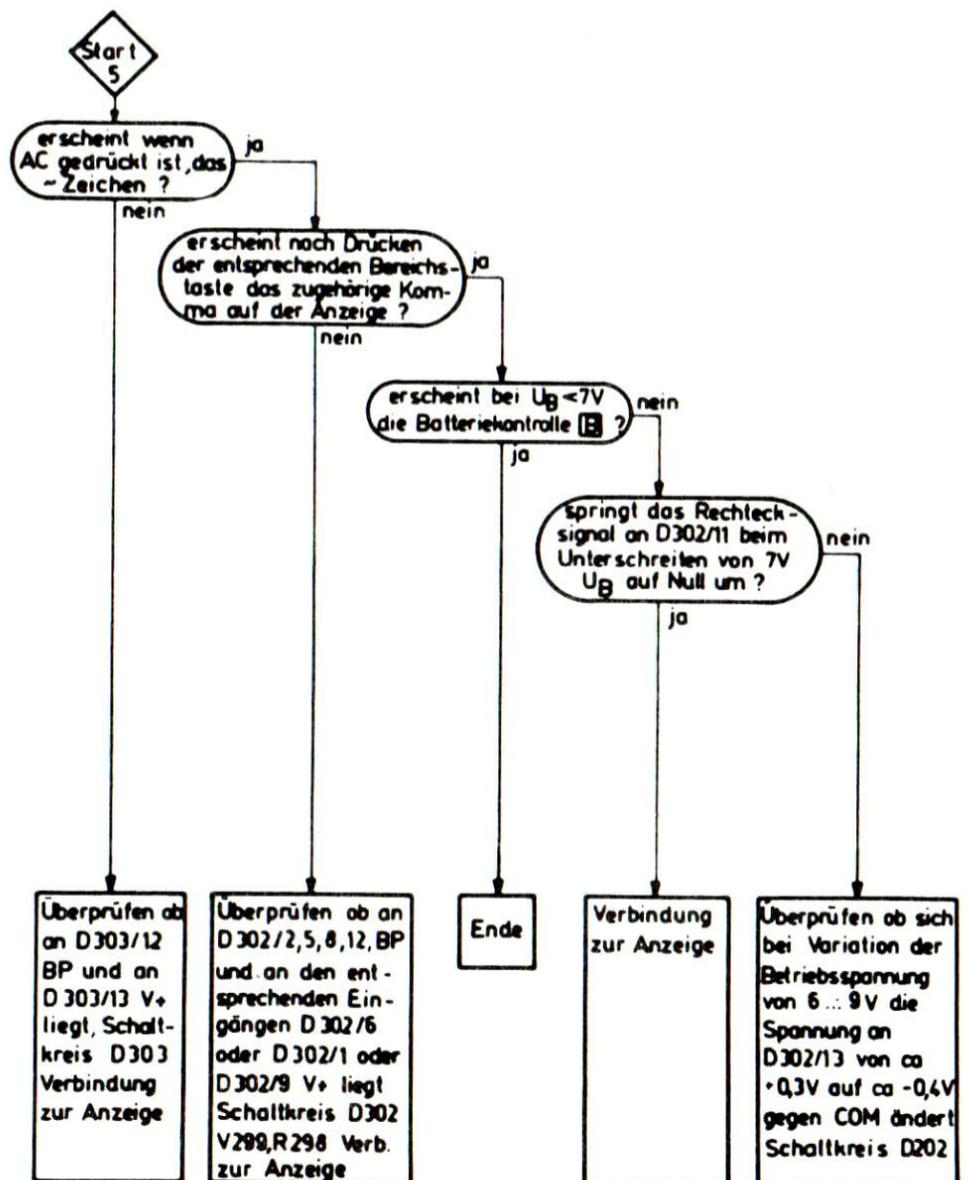 Start
5
erscheint wenn
AC gedrückt ist, das
~ Zeichen ?
ja
nein
erscheint nach Drücken
der entsprechenden Bereichs-
taste das zugehörige Kom-
ma auf der Anzeige ?
ja
nein
erscheint bei UB <7V
die Batteriekontrolle B ?
nein
ja
springt das Rechteck-
signal an D302/11 beim
Unterschreiten von 7V
UB auf Null um ?
nein
ja
Überprüfen ob
an D303/12
BP und an
D303/13 V+
liegt, Schalt-
kreis D303
Verbindung
zur Anzeige
Überprüfen ob an
D302/2,5,8,12, BP
und an den ent-
sprechenden Ein-
gängen D302/6
oder D302/1 oder
D302/9 V+ liegt
Schaltkreis D302
V299,R298 Verb.
zur Anzeige
Ende
Verbindung
zur Anzeige
Überprüfen ob sich
bei Variation der
Betriebsspannung
von 6 ... 9V die
Spannung an
D302/13 von ca
+0,3V auf ca -0,4V
gegen COM ändert
Schaltkreis D202